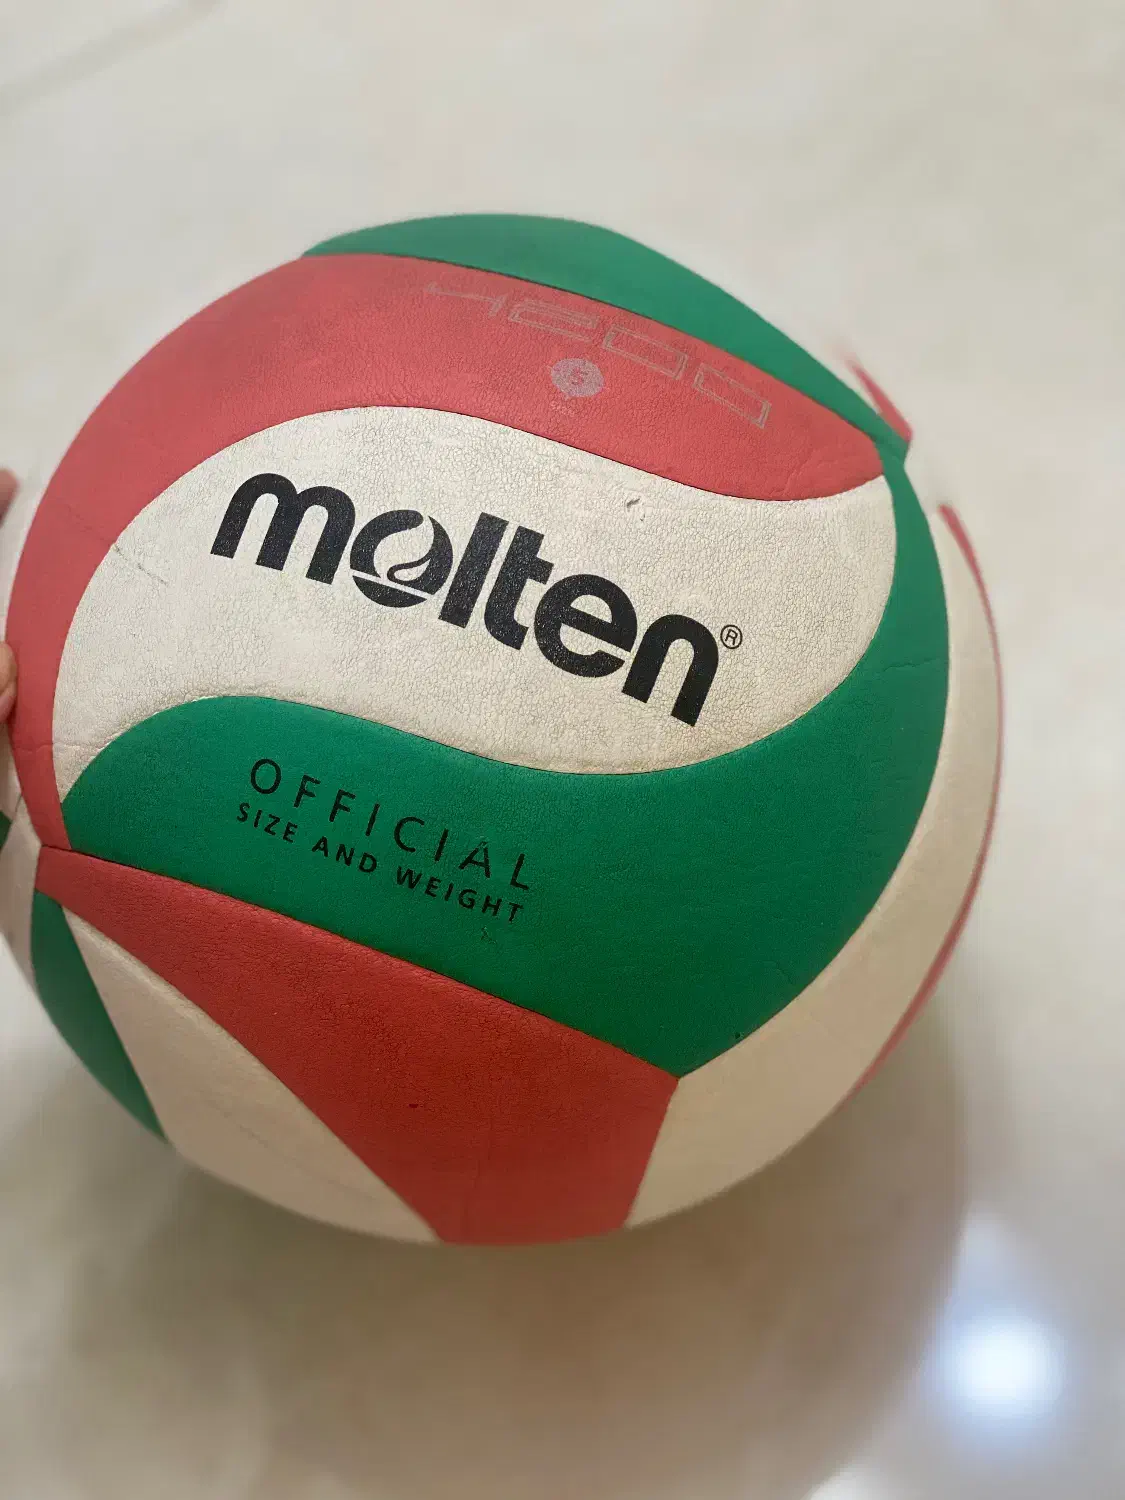 4200
5
molten®
OFFICIAL
SIZE AND WEIGHT